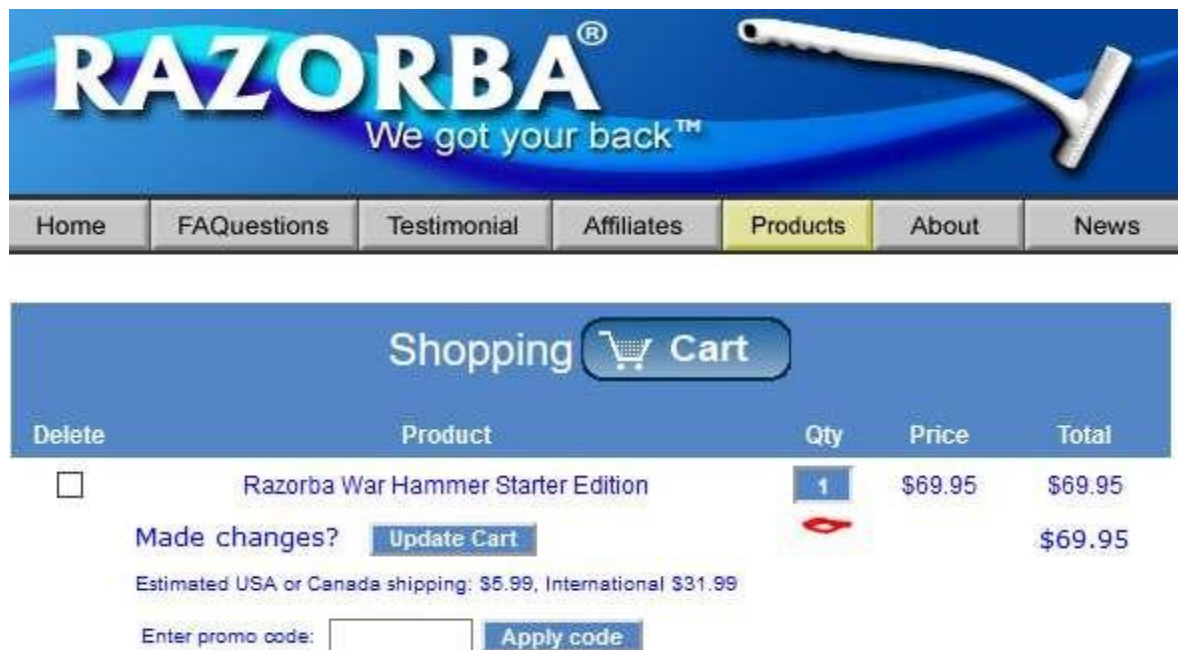 RAZORBA®
We got your back™
Home FAQuestions Testimonial Affiliates Products About News
Shopping Cart
Delete Product Qty Price Total
Razorba War Hammer Starter Edition 1 $69.95 $69.95
Made changes? Update Cart $69.95
Estimated USA or Canada shipping: $5.99, International $31.99
Enter promo code: Apply code